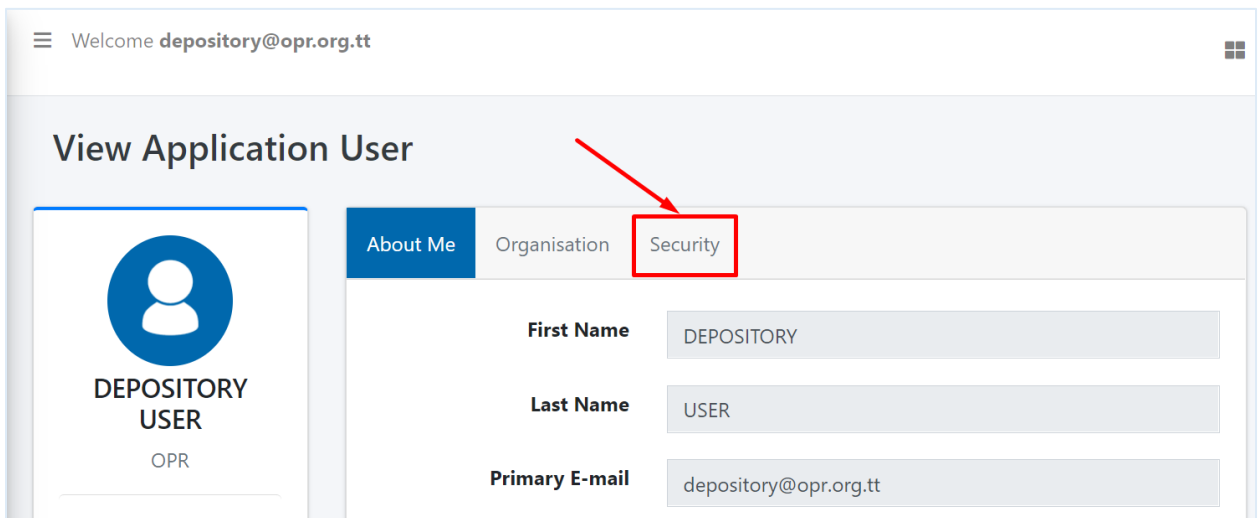 Welcome depository@opr.org.tt
View Application User
DEPOSITORY
USER
OPR
About Me Organisation Security
First Name DEPOSITORY
Last Name USER
Primary E-mail depository@opr.org.tt